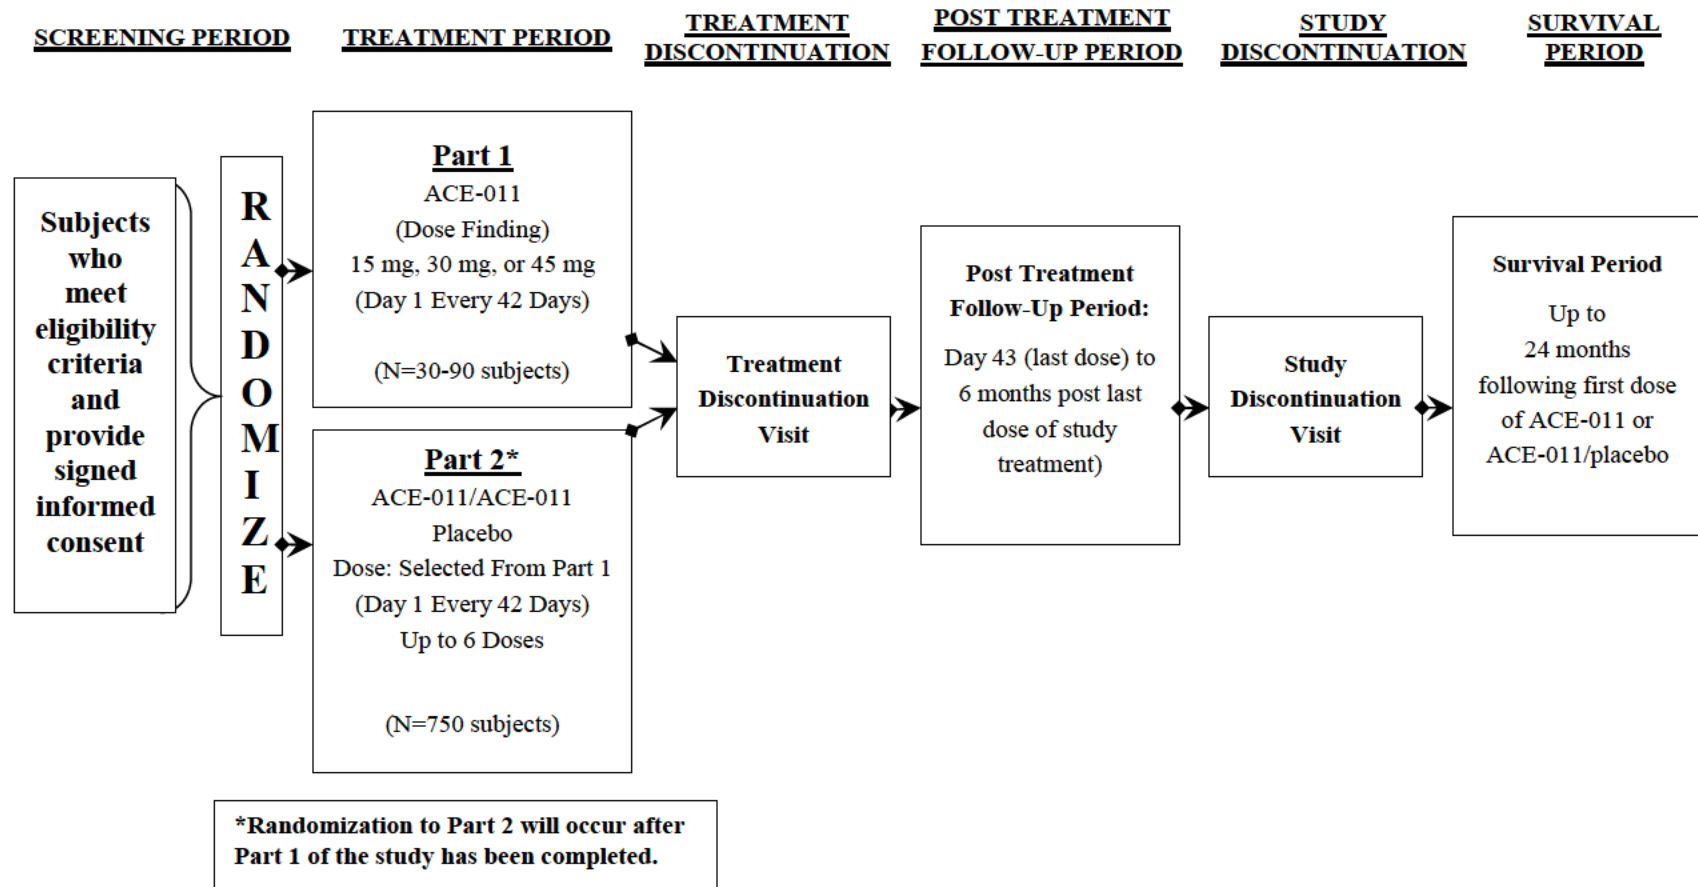 SCREENING PERIOD
TREATMENT PERIOD
TREATMENT
DISCONTINUATION
POST TREATMENT
FOLLOW-UP PERIOD
STUDY
DISCONTINUATION
SURVIVAL
PERIOD
Subjects
who
meet
eligibility
criteria
and
provide
signed
informed
consent
R
A
N
D
O
M
I
Z
E
Part 1
ACE-011
(Dose Finding)
15 mg, 30 mg, or 45 mg
(Day 1 Every 42 Days)
(N=30-90 subjects)
Part 2*
ACE-011/ACE-011
Placebo
Dose: Selected From Part 1
(Day 1 Every 42 Days)
Up to 6 Doses
(N=750 subjects)
Treatment
Discontinuation
Visit
Post Treatment
Follow-Up Period:
Day 43 (last dose) to
6 months post last
dose of study
treatment)
Study
Discontinuation
Visit
Survival Period
Up to
24 months
following first dose
of ACE-011 or
ACE-011/placebo
*Randomization to Part 2 will occur after
Part 1 of the study has been completed.